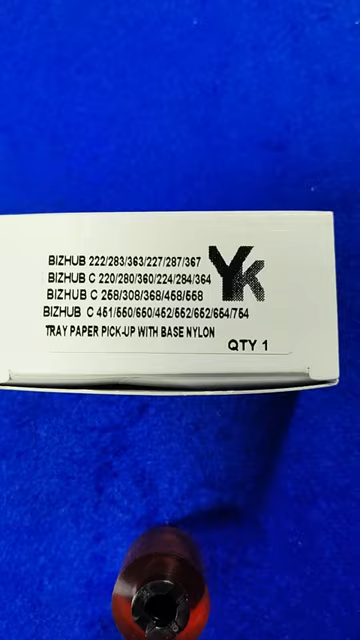 BIZHUB 222/283/363/227/287/367
BIZHUB C 220/280/360/224/284/364
BIZHUB C 258/308/368/458/558
BIZHUB C 451/550/650/452/552/652/654/754
TRAY PAPER PICK-UP WITH BASE NYLON
QTY 1
YK